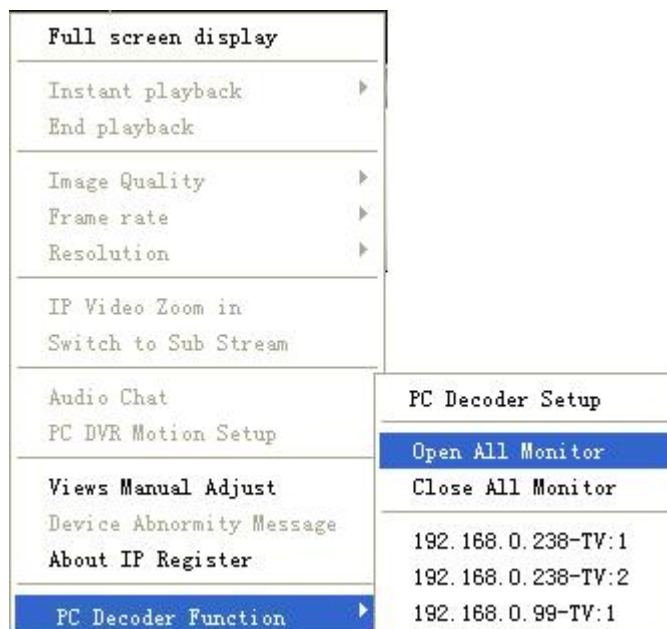 Full screen display
Instant playback
End playback
Image Quality
Frame rate
Resolution
IP Video Zoom in
Switch to Sub Stream
Audio Chat
PC DVR Motion Setup
Views Manual Adjust
Device Abnormity Message
About IP Register
PC Decoder Function
PC Decoder Setup
Open All Monitor
Close All Monitor
192.168.0.238-TV:1
192.168.0.238-TV:2
192.168.0.99-TV:1